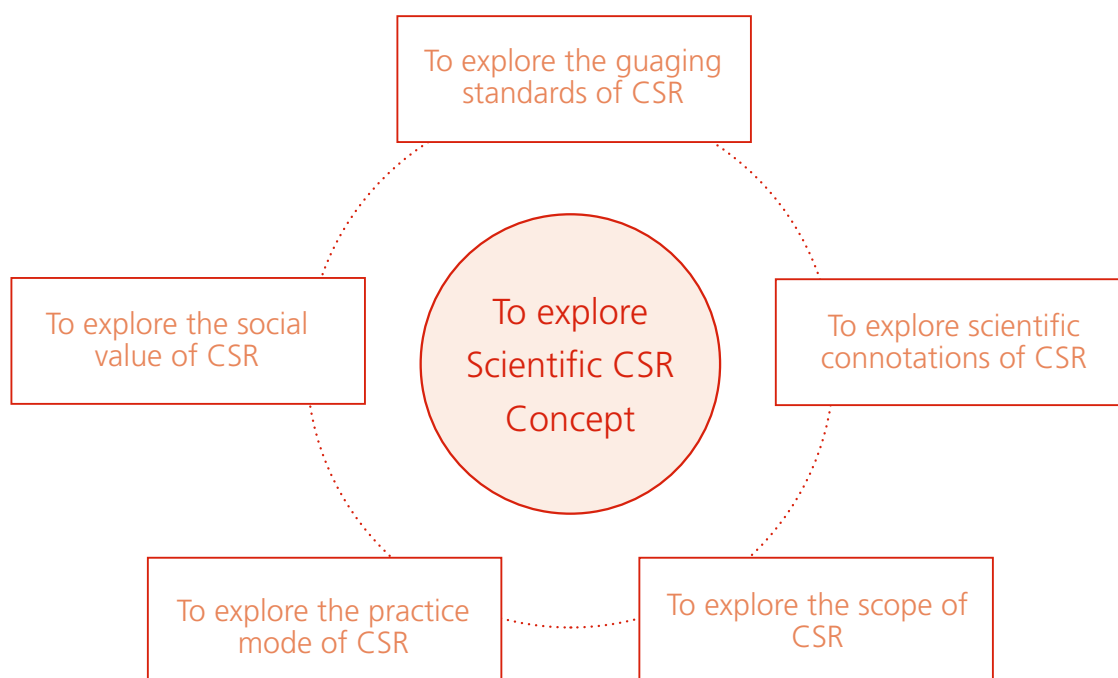 To explore the guaging
standards of CSR
To explore the social
value of CSR
To explore
Scientific CSR
Concept
To explore scientific
connotations of CSR
To explore the practice
mode of CSR
To explore the scope of
CSR